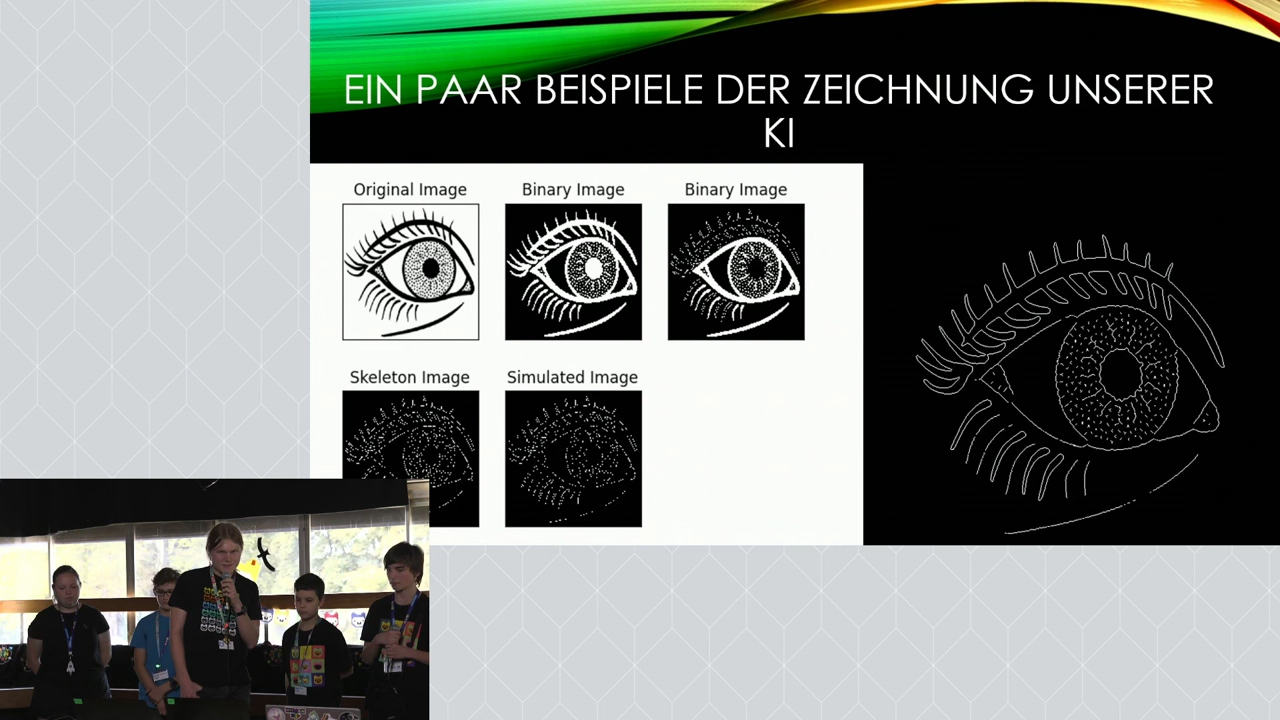 EIN PAAR BEISPIELE DER ZEICHNUNG UNSERER
KI
Original Image
Binary Image
Binary Image
Skeleton Image
Simulated Image